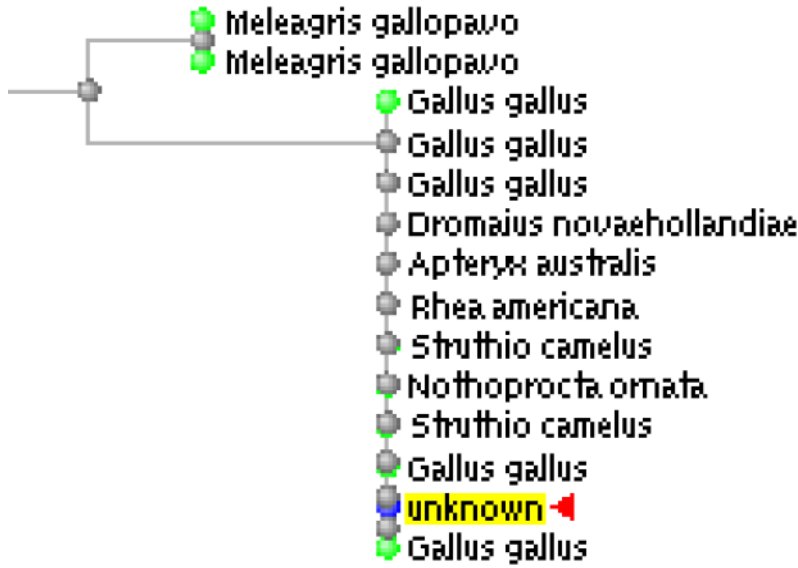 Meleagris gallopavo
Meleagris gallopavo
Gallus gallus
Gallus gallus
Gallus gallus
Dromaius novaehollandiae
Apteryx australis
Rhea americana
Struthio camelus
Nothoprocta ornata
Struthio camelus
Gallus gallus
unknown
Gallus gallus